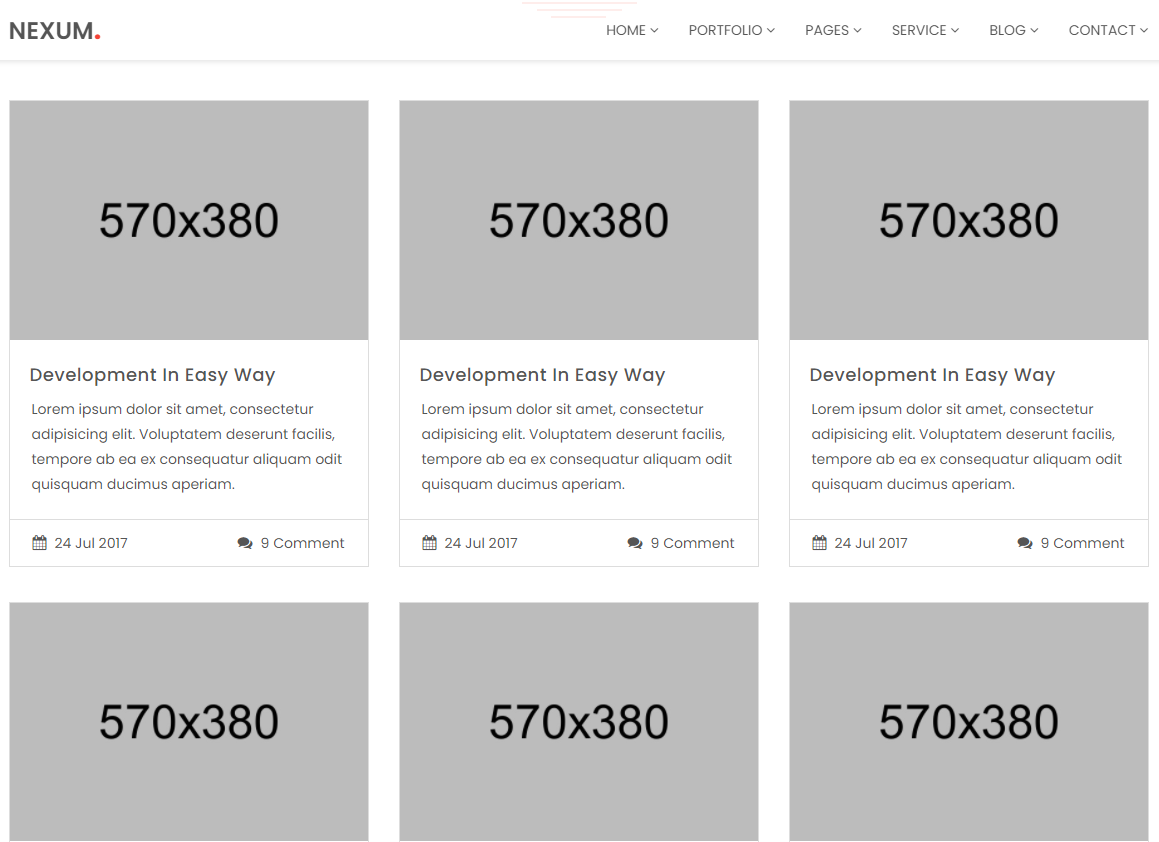 NEXUM.
HOME PORTFOLIO PAGES SERVICE BLOG CONTACT
570x380 570x380 570x380
Development In Easy Way
Lorem ipsum dolor sit amet, consectetur
adipisicing elit. Voluptatem deserunt facilis,
tempore ab ea ex consequatur aliquam odit
quisquam ducimus aperiam.
24 Jul 2017 9 Comment
Development In Easy Way
Lorem ipsum dolor sit amet, consectetur
adipisicing elit. Voluptatem deserunt facilis,
tempore ab ea ex consequatur aliquam odit
quisquam ducimus aperiam.
24 Jul 2017 9 Comment
Development In Easy Way
Lorem ipsum dolor sit amet, consectetur
adipisicing elit. Voluptatem deserunt facilis,
tempore ab ea ex consequatur aliquam odit
quisquam ducimus aperiam.
24 Jul 2017 9 Comment
570x380 570x380 570x380